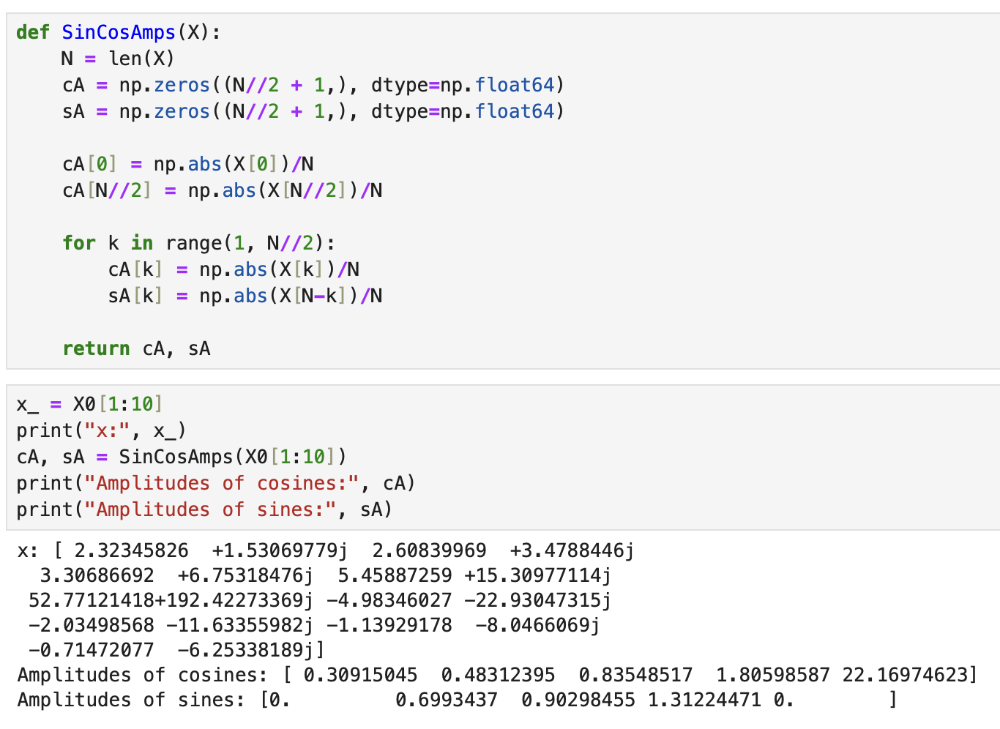 def SinCosAmps(X):
    N = len(X)
    cA = np.zeros((N//2 + 1,), dtype=np.float64)
    sA = np.zeros((N//2 + 1,), dtype=np.float64)

    cA[0] = np.abs(X[0])/N
    cA[N//2] = np.abs(X[N//2])/N

    for k in range(1, N//2):
        cA[k] = np.abs(X[k])/N
        sA[k] = np.abs(X[N-k])/N

    return cA, sA

x_ = X0[1:10]
print("x:", x_)
cA, sA = SinCosAmps(X0[1:10])
print("Amplitudes of cosines:", cA)
print("Amplitudes of sines:", sA)
x: [ 2.32345826  +1.53069779j  2.60839969  +3.4788446j
  3.30686692  +6.75318476j  5.45887259 +15.30977114j
 52.77121418+192.42273369j -4.98346027 -22.93047315j
 -2.03498568 -11.63355982j -1.13929178  -8.0466069j
 -0.71472077  -6.25338189j]
Amplitudes of cosines: [ 0.30915045  0.48312395  0.83548517  1.80598587 22.16974623]
Amplitudes of sines: [0.         0.6993437  0.90298455 1.31224471 0.        ]